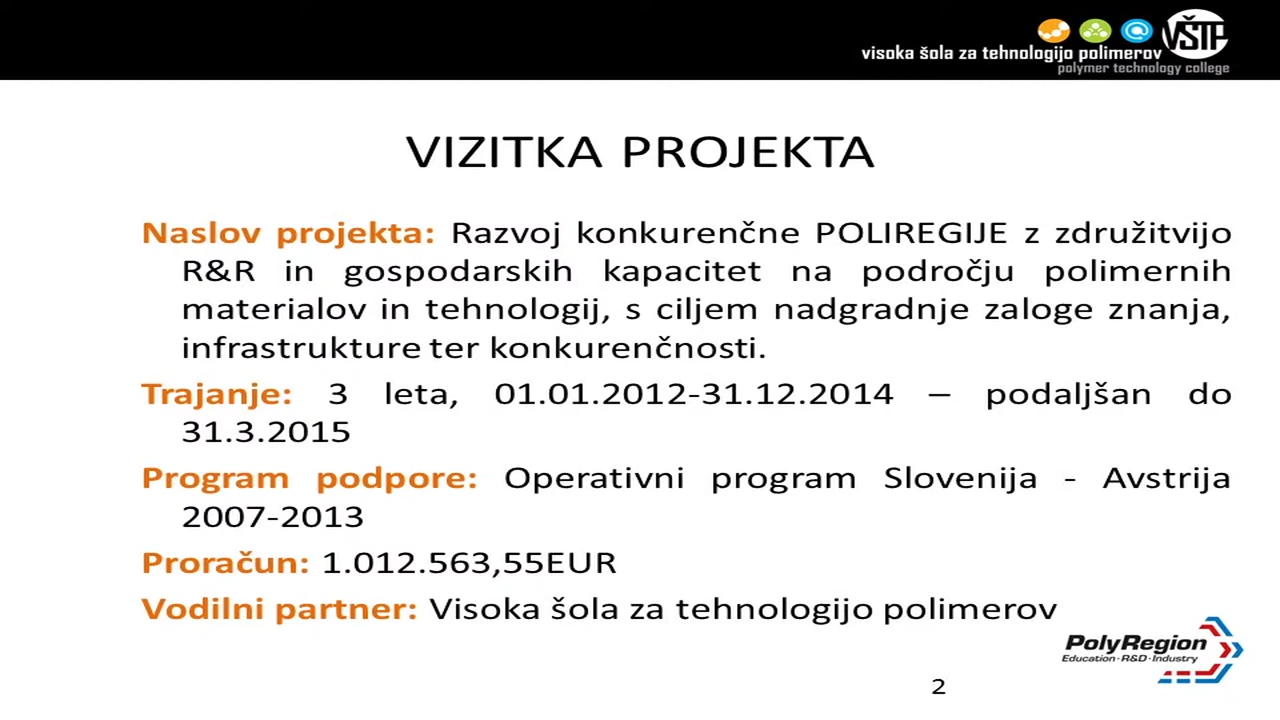 VŠTP
visoka šola za tehnologijo polimerov
polymer technology college
VIZITKA PROJEKTA
Naslov projekta: Razvoj konkurenčne POLIREGIJE z združitvijo
R&R in gospodarskih kapacitet na področju polimernih
materialov in tehnologij, s ciljem nadgradnje zaloge znanja,
infrastrukture ter konkurenčnosti.
Trajanje: 3 leta, 01.01.2012-31.12.2014 – podaljšan do
31.3.2015
Program podpore: Operativni program Slovenija - Avstrija
2007-2013
Proračun: 1.012.563,55EUR
Vodilni partner: Visoka šola za tehnologijo polimerov
PolyRegion
Education·R&D·Industry
2